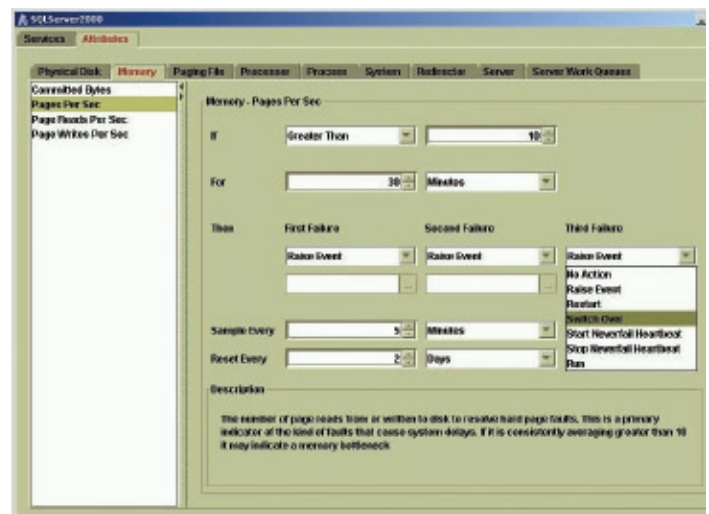 SQLServer2000
Services Attributes
Physical Disk Memory Paging File Processor Process System Redirector Server Server Work Queues
Committed Bytes
Pages Per Sec
Page Reads Per Sec
Page Writes Per Sec
Memory - Pages Per Sec
If Greater Than 10
For 30 Minutes
Then First Failure Second Failure Third Failure
Raise Event Raise Event Raise Event
No Action
Raise Event
Restart
Switch Over
Start Neverfail Heartbeat
Stop Neverfail Heartbeat
Run
Sample Every 5 Minutes
Reset Every 2 Days
Description
The number of page reads from or written to disk to resolve hard page faults. This is a primary
indicator of the kind of faults that cause system delays. If it is consistently averaging greater than 10
it may indicate a memory bottleneck